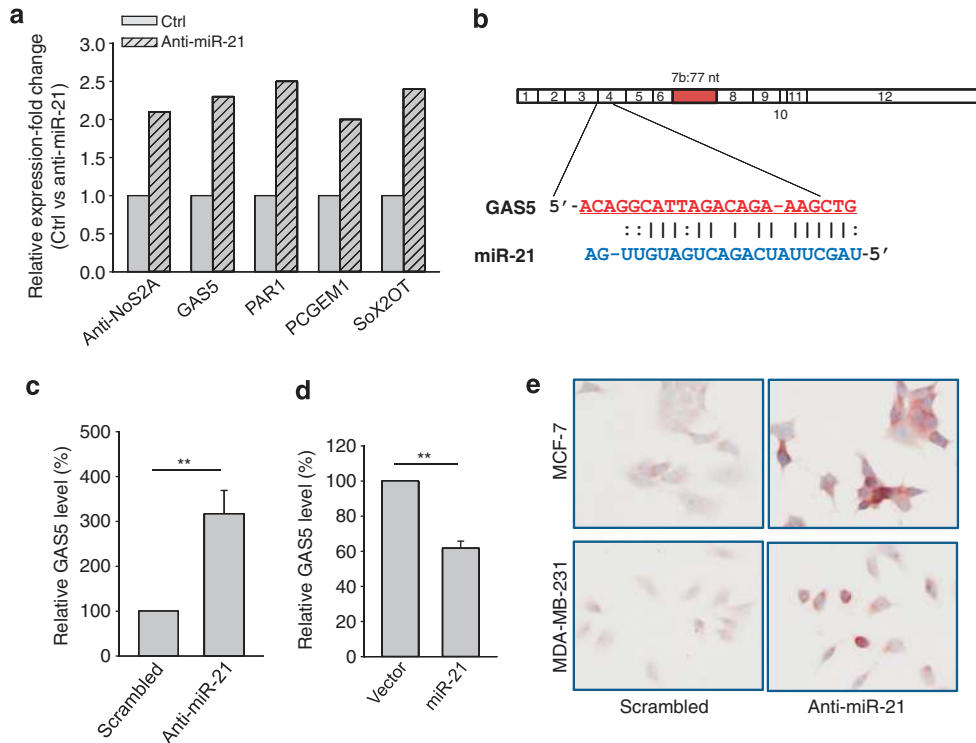 a
Ctrl
Anti-miR-21
Relative expression-fold change
(Ctrl vs anti-miR-21)
3.0
2.5
2.0
1.5
1.0
0.5
0.0
Anti-NoS2A
GAS5
PAR1
PCGEM1
SoX2OT
b
7b:77 nt
1 2 3 4 5 6 8 9 11 12
10
GAS5 5'-ACAGGCATTAGACAGA-AAGCTG
::|||:|| | || |||||:
miR-21 AG-UUGUAGUCAGACUAUUCGAU-5'
c
Relative GAS5 level (%)
500
400
300
200
100
0
**
Scrambled
Anti-miR-21
d
Relative GAS5 level (%)
120
100
80
60
40
20
0
**
Vector
miR-21
e
MCF-7
MDA-MB-231
Scrambled
Anti-miR-21